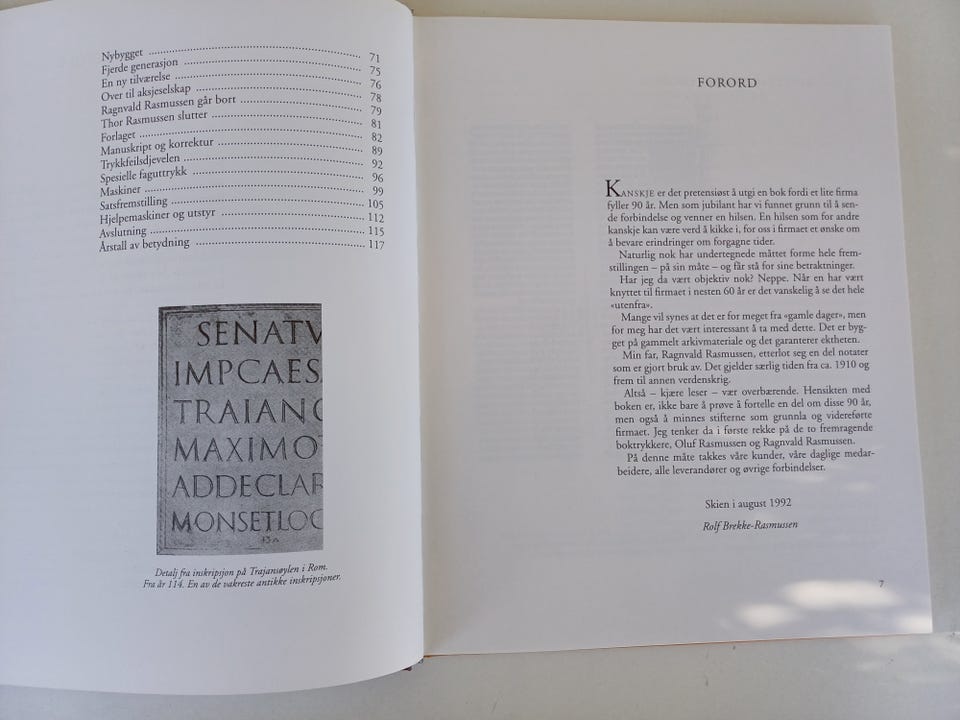 Nybygget ... 71
Fjerde generasjon ... 75
En ny tilværelse ... 76
Over til aksjeselskap ... 78
Ragnvald Rasmussen går bort ... 79
Thor Rasmussen slutter ... 81
Forlaget ... 82
Manuskript og korrektur ... 89
Trykkfeilsdjevelen ... 92
Spesielle faguttrykk ... 96
Maskiner ... 99
Satsfremstilling ... 105
Hjelpemaskiner og utstyr ... 112
Avslutning ... 115
Årstall av betydning ... 117
SENATV
IMPCAES
TRAIANO
MAXIMO
ADDECLAR
MONSETLOC
Detalj fra inskripsjon på Trajansøylen i Rom.
Fra år 114. En av de vakreste antikke inskripsjoner.
FORORD
KANSKJE er det pretensiøst å utgi en bok fordi et lite firma
fyller 90 år. Men som jubilant har vi funnet grunn til å sen-
de forbindelse og venner en hilsen. En hilsen som for andre
kanskje kan være verd å kikke i, for oss i firmaet et ønske om
å bevare erindringer om forgagne tider.
Naturlig nok har undertegnede måttet forme hele frem-
stillingen – på sin måte – og får stå for sine betraktninger.
Har jeg da vært objektiv nok? Neppe. Når en har vært
knyttet til firmaet i nesten 60 år er det vanskelig å se det hele
«utenfra».
Mange vil synes at det er for meget fra «gamle dager», men
for meg har det vært interessant å ta med dette. Det er byg-
get på gammelt arkivmateriale og det garanterer ektheten.
Min far, Ragnvald Rasmussen, etterlot seg en del notater
som er gjort bruk av. Det gjelder særlig tiden fra ca. 1910 og
frem til annen verdenskrig.
Altså – kjære leser – vær overbærende. Hensikten med
boken er, ikke bare å prøve å fortelle en del om disse 90 år,
men også å minnes stifterne som grunnla og videreførte
firmaet. Jeg tenker da i første rekke på de to fremragende
boktrykkere, Oluf Rasmussen og Ragnvald Rasmussen.
På denne måte takkes våre kunder, våre daglige medar-
beidere, alle leverandører og øvrige forbindelser.
Skien i august 1992
Rolf Brekke-Rasmussen
7